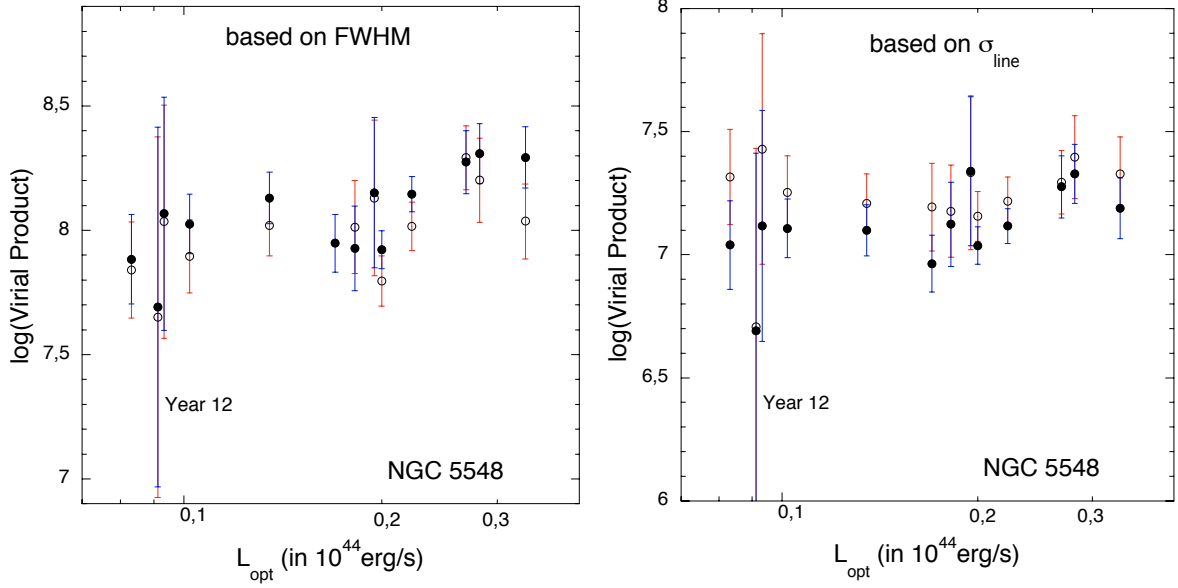 based on FWHM
log(Virial Product)
8,5
8
7,5
7
Year 12
NGC 5548
0,1
0,2
0,3
L_opt (in 10^44 erg/s)
based on σ_line
log(Virial Product)
8
7,5
7
6,5
6
Year 12
NGC 5548
0,1
0,2
0,3
L_opt (in 10^44 erg/s)